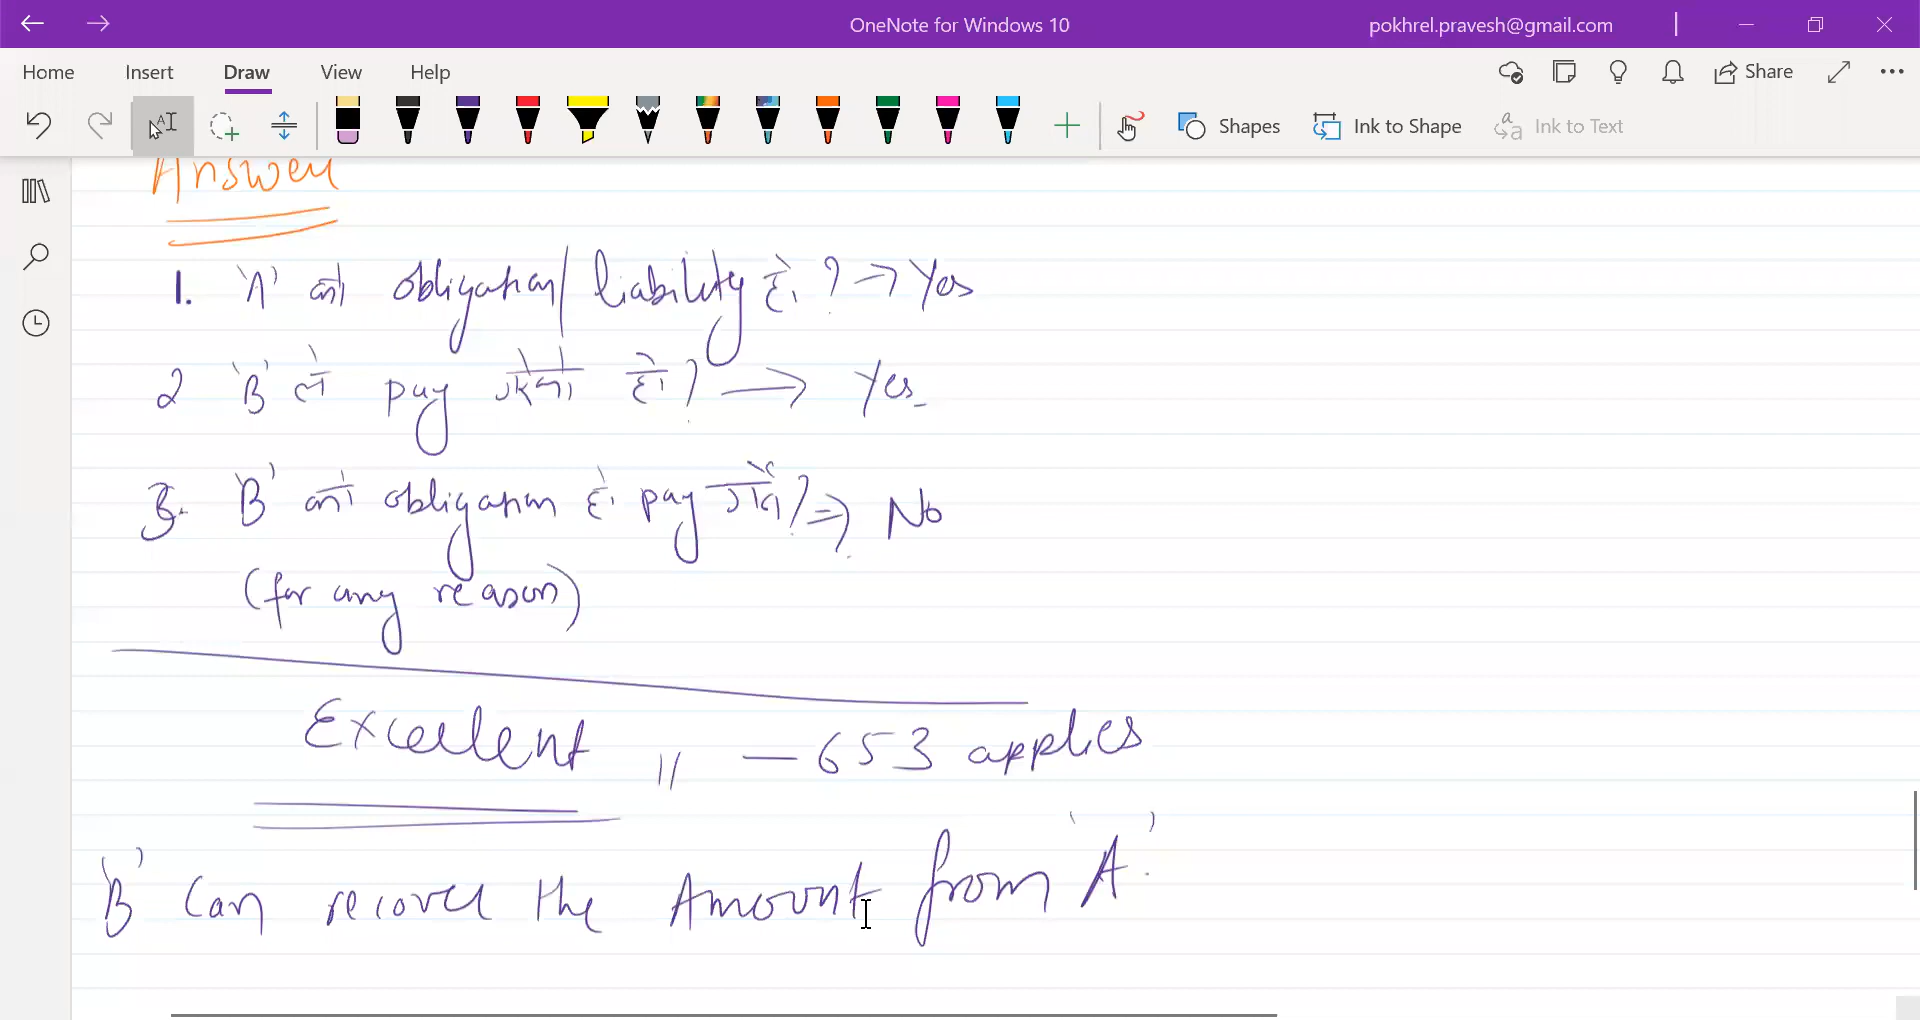 OneNote for Windows 10 pokhrel.pravesh@gmail.com
Home Insert Draw View Help Share
Shapes Ink to Shape Ink to Text
Answer
1. 'A' को obligation/liability हो ? → Yes
2 'B' ले pay गरेको हो ? → Yes
3. 'B' को obligation हो pay गर्ने ? ⇒ No
(for any reason)
Excellent " — 653 applies
'B' Can recover the Amount from 'A'